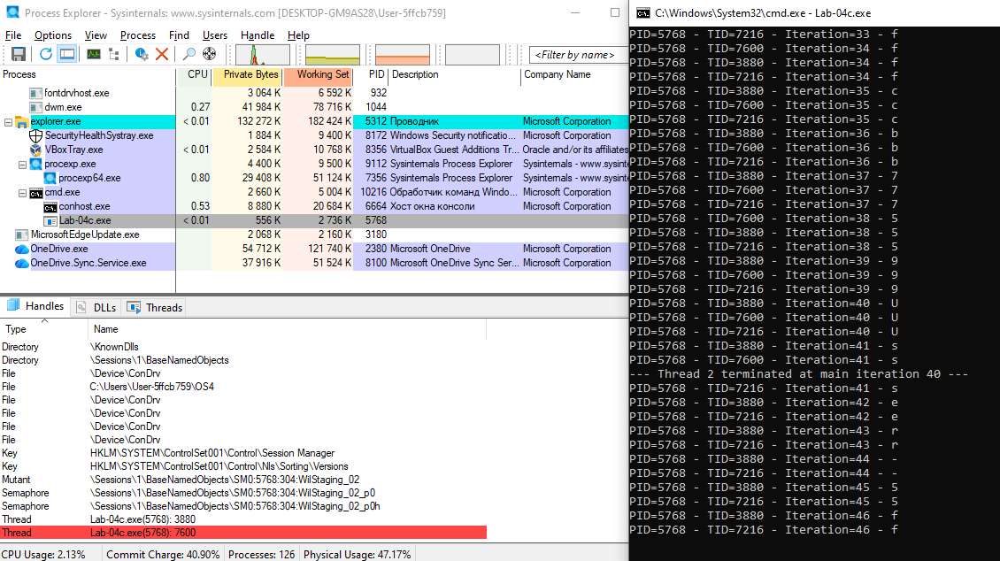 Process Explorer - Sysinternals: www.sysinternals.com [DESKTOP-GM9AS28\User-5ffcb759]
File Options View Process Find Users Handle Help
<Filter by name>
Process CPU Private Bytes Working Set PID Description Company Name
fontdrvhost.exe 3 064 K 6 592 K 932
dwm.exe 0.27 41 984 K 78 716 K 1044
explorer.exe < 0.01 132 272 K 182 424 K 5312 Проводник Microsoft Corporation
SecurityHealthSystray.exe 1 884 K 9 400 K 8172 Windows Security notificatio... Microsoft Corporation
VBoxTray.exe < 0.01 2 584 K 10 768 K 8356 VirtualBox Guest Additions Tr... Oracle and/or its affiliates
procexp.exe 4 400 K 9 500 K 9112 Sysinternals Process Explorer Sysinternals - www.sysinte
procexp64.exe 0.80 29 408 K 51 124 K 7356 Sysinternals Process Explorer Sysinternals - www.sysinte
cmd.exe 2 660 K 5 004 K 10216 Обработчик команд Windo... Microsoft Corporation
conhost.exe 0.53 8 880 K 20 684 K 6664 Хост окна консоли Microsoft Corporation
Lab-04c.exe < 0.01 556 K 2 736 K 5768
MicrosoftEdgeUpdate.exe 2 068 K 2 160 K 3180
OneDrive.exe 54 712 K 121 740 K 2380 Microsoft OneDrive Microsoft Corporation
OneDrive.Sync.Service.exe 37 916 K 51 524 K 8100 Microsoft OneDrive Sync Ser... Microsoft Corporation
Handles DLLs Threads
Type Name
Directory \KnownDlls
Directory \Sessions\1\BaseNamedObjects
File \Device\ConDrv
File C:\Users\User-5ffcb759\OS4
File \Device\ConDrv
File \Device\ConDrv
File \Device\ConDrv
File \Device\ConDrv
Key HKLM\SYSTEM\ControlSet001\Control\Session Manager
Key HKLM\SYSTEM\ControlSet001\Control\Nls\Sorting\Versions
Mutant \Sessions\1\BaseNamedObjects\SM0:5768:304:WilStaging_02
Semaphore \Sessions\1\BaseNamedObjects\SM0:5768:304:WilStaging_02_p0
Semaphore \Sessions\1\BaseNamedObjects\SM0:5768:304:WilStaging_02_p0h
Thread Lab-04c.exe(5768): 3880
Thread Lab-04c.exe(5768): 7600
CPU Usage: 2.13% Commit Charge: 40.90% Processes: 126 Physical Usage: 47.17%
C:\Windows\System32\cmd.exe - Lab-04c.exe
PID=5768 - TID=7216 - Iteration=33 - f
PID=5768 - TID=7600 - Iteration=34 - f
PID=5768 - TID=3880 - Iteration=34 - f
PID=5768 - TID=7216 - Iteration=34 - f
PID=5768 - TID=3880 - Iteration=35 - c
PID=5768 - TID=7600 - Iteration=35 - c
PID=5768 - TID=7216 - Iteration=35 - c
PID=5768 - TID=3880 - Iteration=36 - b
PID=5768 - TID=7600 - Iteration=36 - b
PID=5768 - TID=7216 - Iteration=36 - b
PID=5768 - TID=3880 - Iteration=37 - 7
PID=5768 - TID=7600 - Iteration=37 - 7
PID=5768 - TID=7216 - Iteration=37 - 7
PID=5768 - TID=7600 - Iteration=38 - 5
PID=5768 - TID=3880 - Iteration=38 - 5
PID=5768 - TID=7216 - Iteration=38 - 5
PID=5768 - TID=3880 - Iteration=39 - 9
PID=5768 - TID=7600 - Iteration=39 - 9
PID=5768 - TID=7216 - Iteration=39 - 9
PID=5768 - TID=3880 - Iteration=40 - U
PID=5768 - TID=7600 - Iteration=40 - U
PID=5768 - TID=7216 - Iteration=40 - U
PID=5768 - TID=3880 - Iteration=41 - s
PID=5768 - TID=7600 - Iteration=41 - s
--- Thread 2 terminated at main iteration 40 ---
PID=5768 - TID=7216 - Iteration=41 - s
PID=5768 - TID=3880 - Iteration=42 - e
PID=5768 - TID=7216 - Iteration=42 - e
PID=5768 - TID=3880 - Iteration=43 - r
PID=5768 - TID=7216 - Iteration=43 - r
PID=5768 - TID=3880 - Iteration=44 - -
PID=5768 - TID=7216 - Iteration=44 - -
PID=5768 - TID=3880 - Iteration=45 - 5
PID=5768 - TID=7216 - Iteration=45 - 5
PID=5768 - TID=3880 - Iteration=46 - f
PID=5768 - TID=7216 - Iteration=46 - f